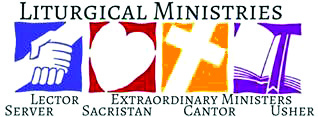 Liturgical Ministries
Lector Extraordinary Ministers
Server Sacristan Cantor Usher